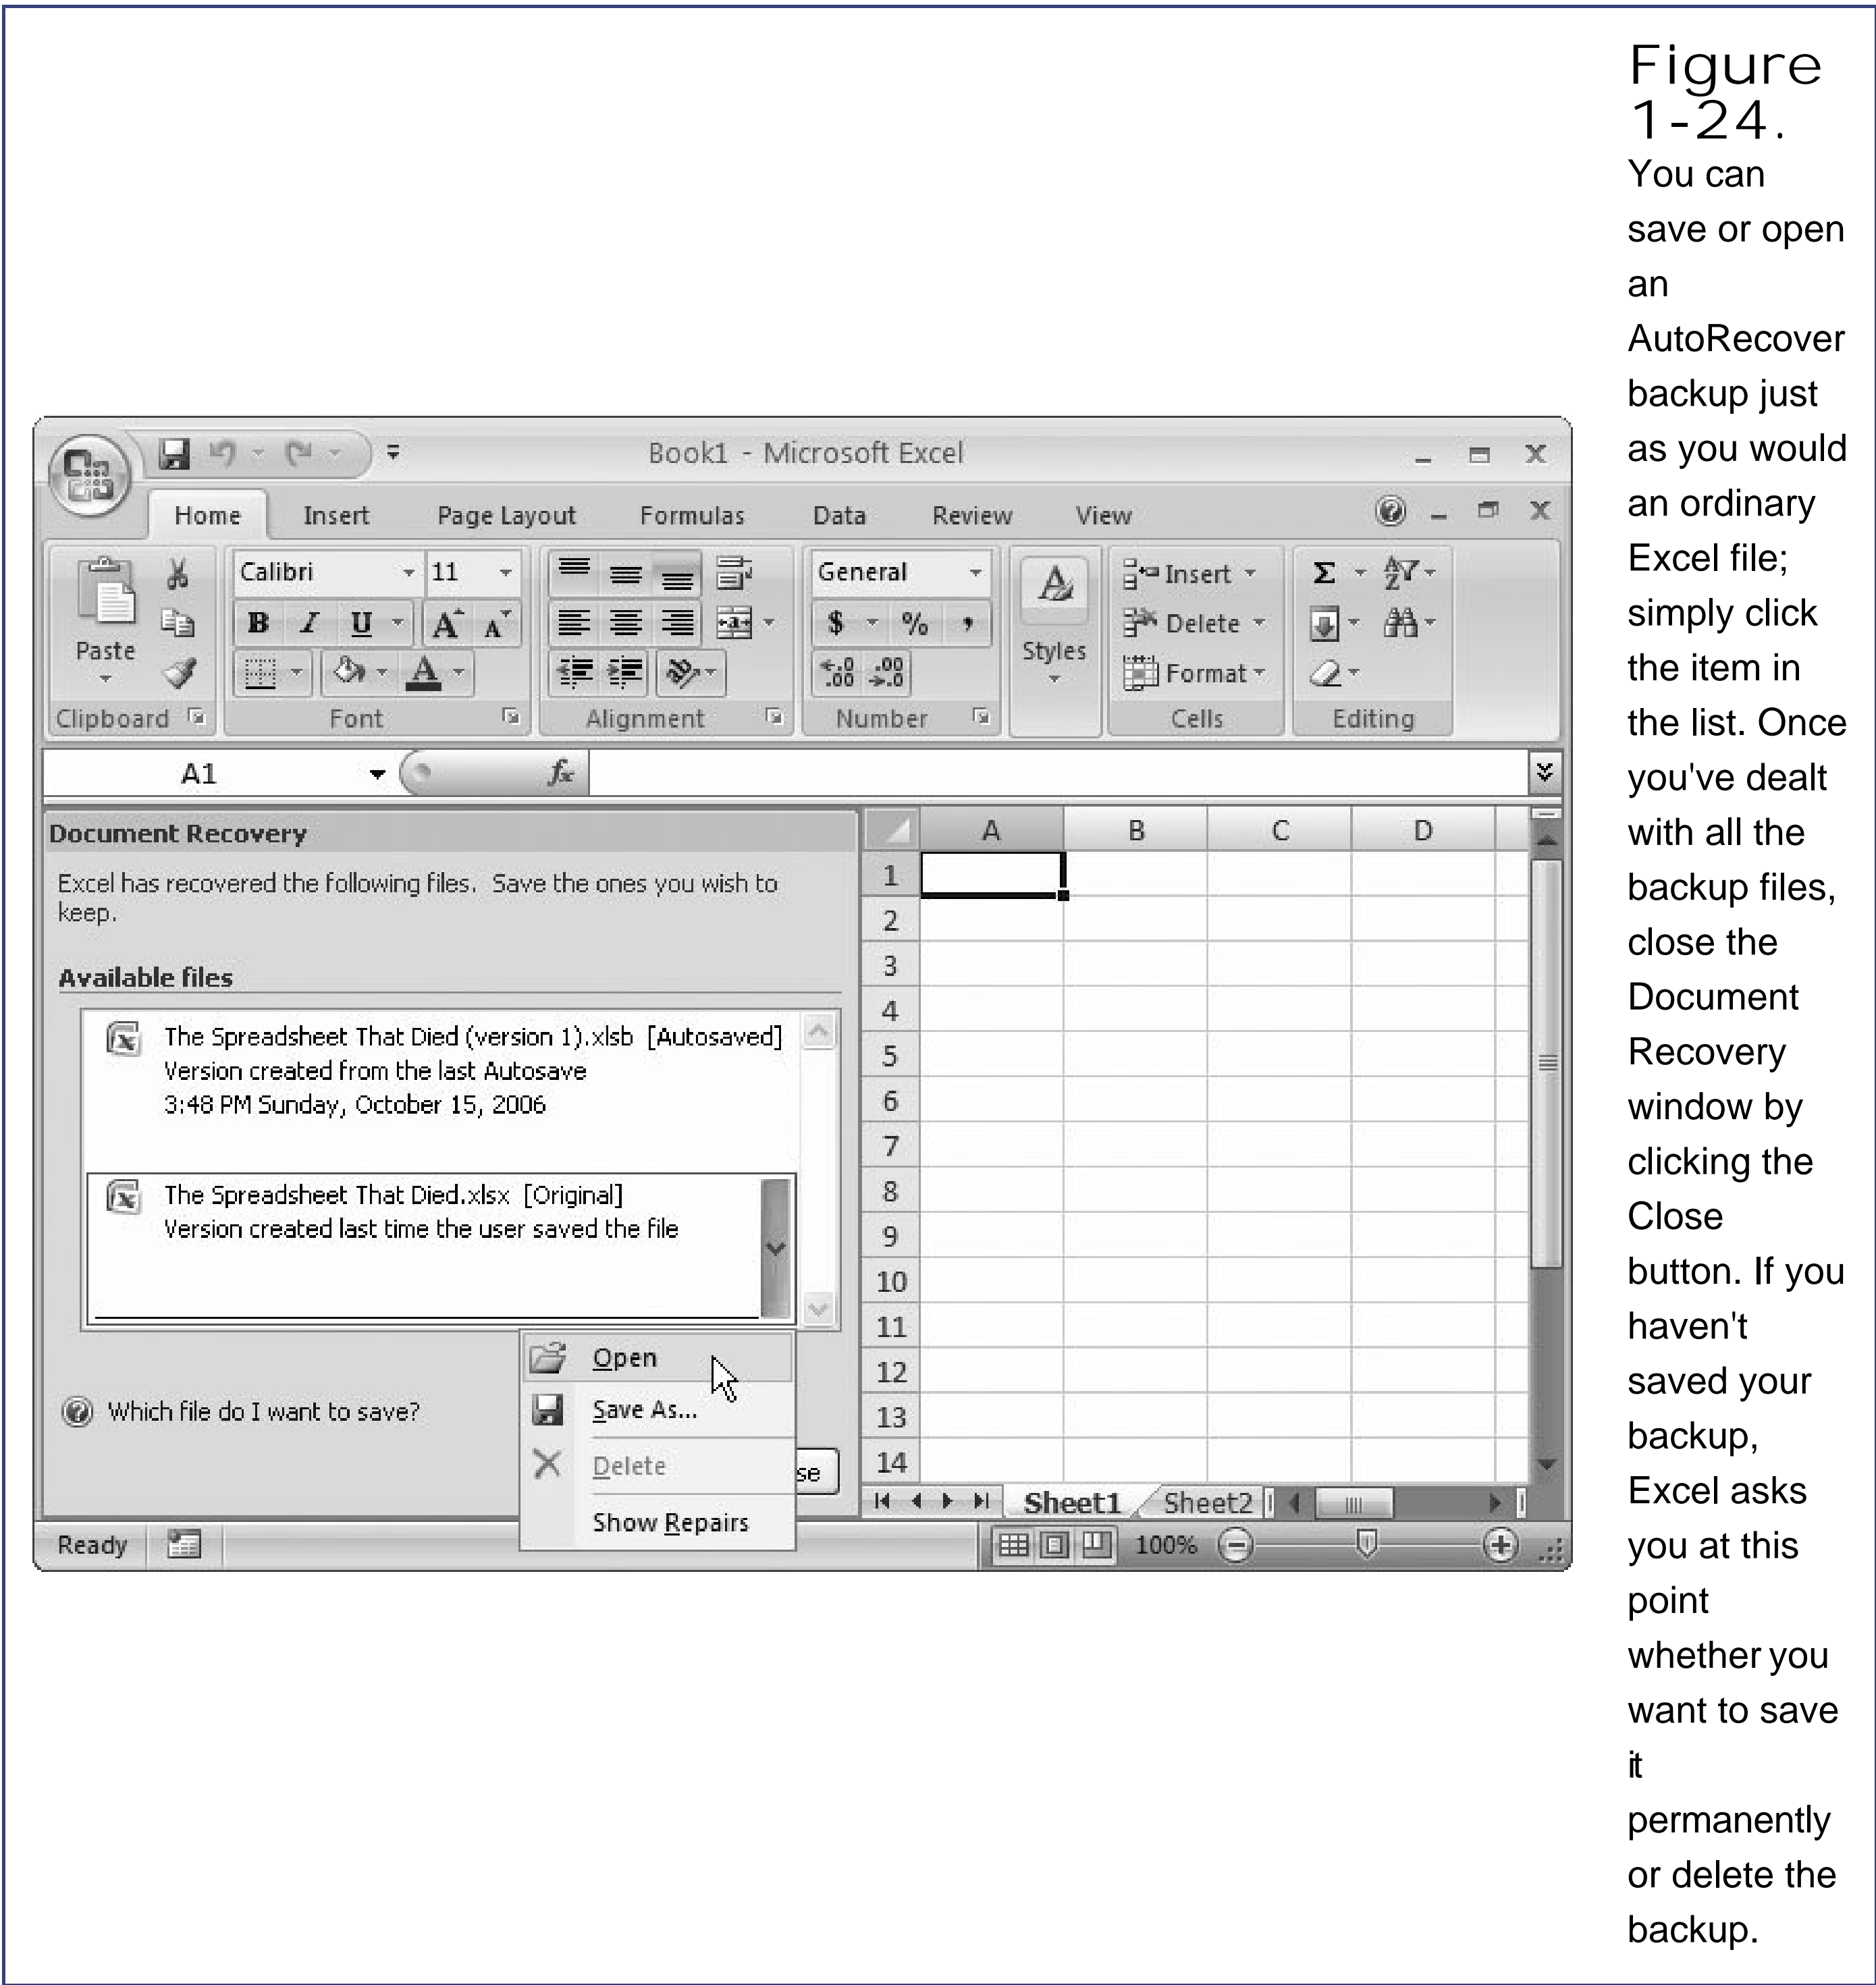 Figure
1-24.
You can
save or open
an
AutoRecover
backup just
as you would
an ordinary
Excel file;
simply click
the item in
the list. Once
you've dealt
with all the
backup files,
close the
Document
Recovery
window by
clicking the
Close
button. If you
haven't
saved your
backup,
Excel asks
you at this
point
whether you
want to save
it
permanently
or delete the
backup.
Book1 - Microsoft Excel
Home Insert Page Layout Formulas Data Review View
Calibri 11 General Insert
B I U A A $ % , Delete
Paste Styles
A .0 .00 .00 .0 Format
Clipboard Font Alignment Number Cells Editing
A1 fx
Document Recovery
Excel has recovered the following files. Save the ones you wish to
keep.
Available files
The Spreadsheet That Died (version 1).xlsb [Autosaved]
Version created from the last Autosave
3:48 PM Sunday, October 15, 2006
The Spreadsheet That Died.xlsx [Original]
Version created last time the user saved the file
Open
Save As...
Delete
Show Repairs
Which file do I want to save?
se
A B C D
1
2
3
4
5
6
7
8
9
10
11
12
13
14
Sheet1 Sheet2
Ready 100%